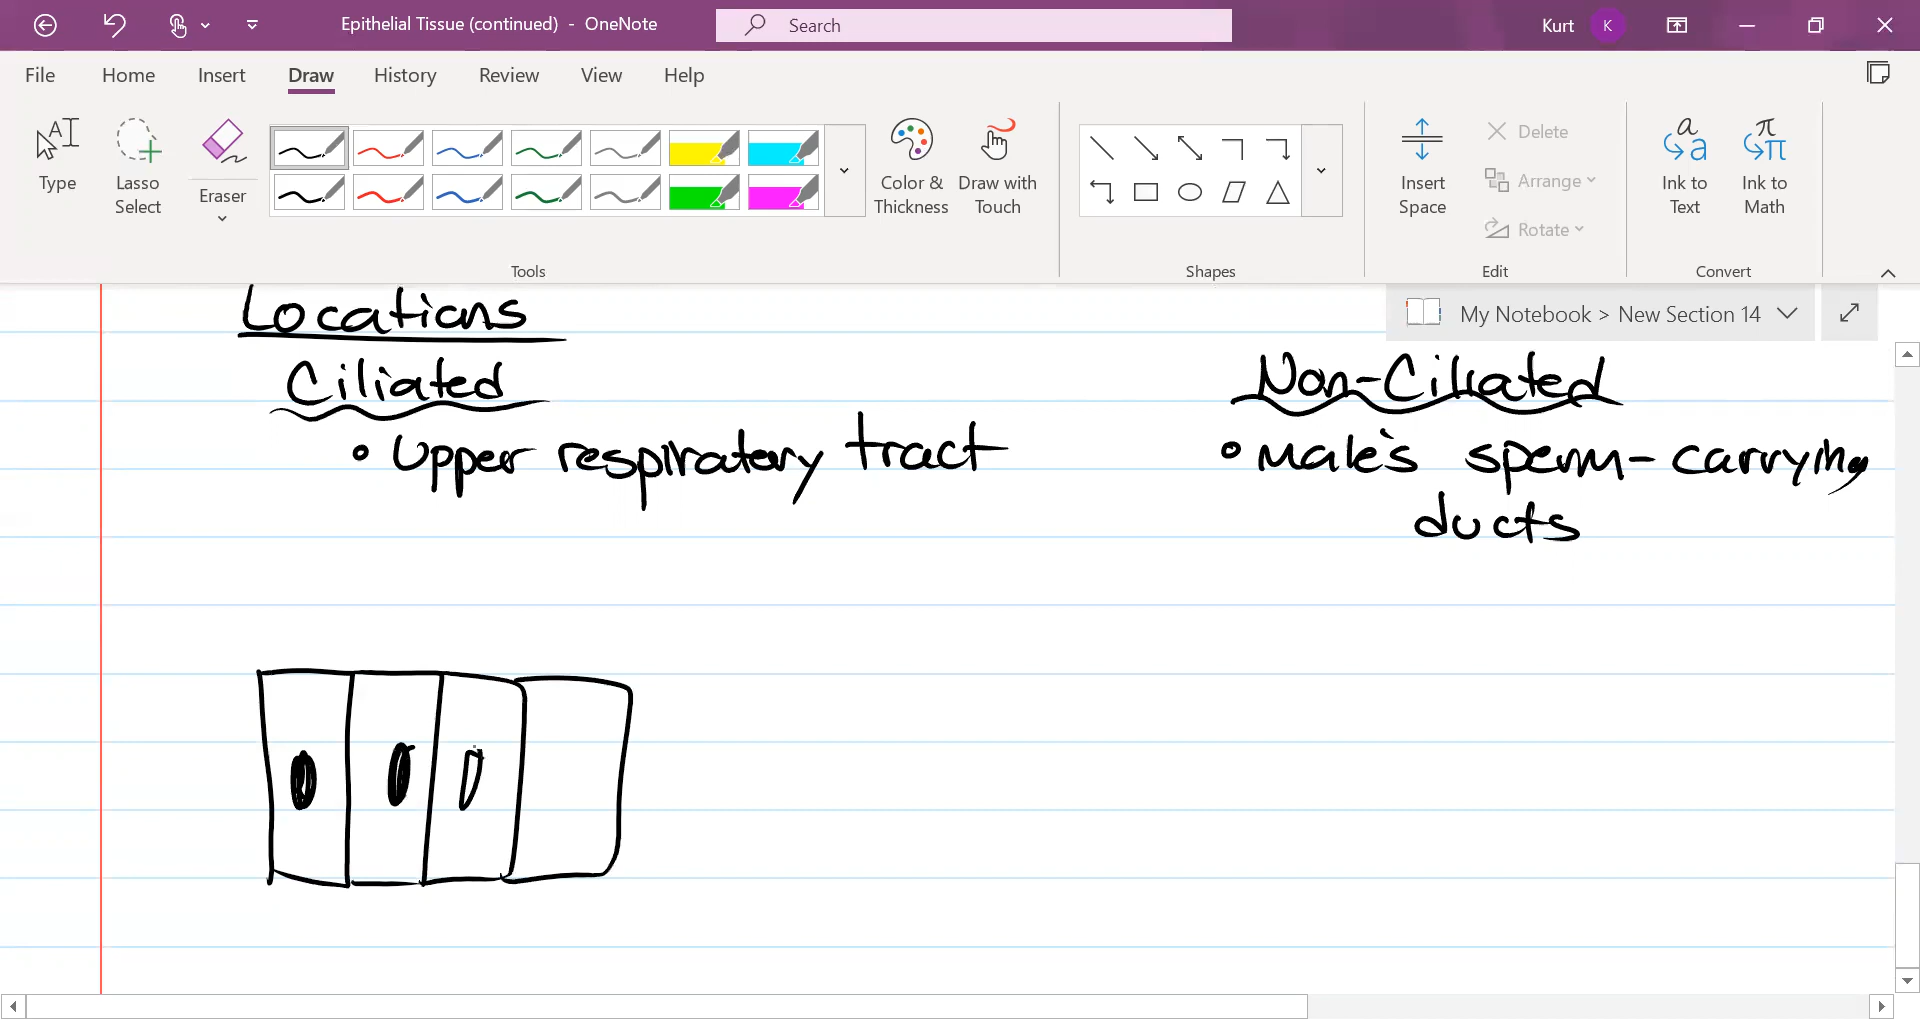 Epithelial Tissue (continued) - OneNote
Search
Kurt
K
File Home Insert Draw History Review View Help
Type
Lasso Select
Eraser
Color & Thickness
Draw with Touch
Insert Space
Delete
Arrange
Rotate
Ink to Text
Ink to Math
Tools
Shapes
Edit
Convert
My Notebook > New Section 14
Locations
Ciliated
• Upper respiratory tract
Non-Ciliated
• Male's sperm-carrying
ducts